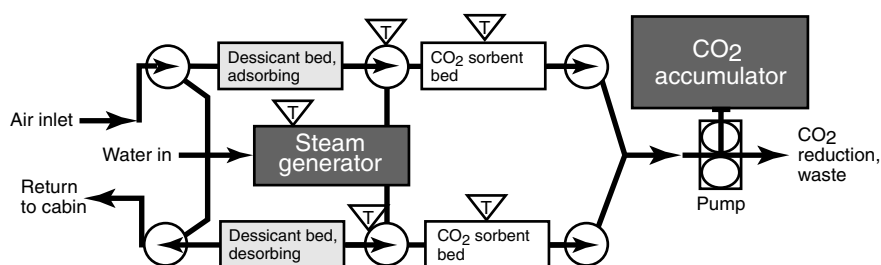 Dessicant bed,
adsorbing
T
CO2 sorbent
bed
T
CO2
accumulator
Air inlet
T
Water in
Steam
generator
CO2
reduction,
waste
Return
to cabin
Pump
Dessicant bed,
desorbing
T
CO2 sorbent
bed
T